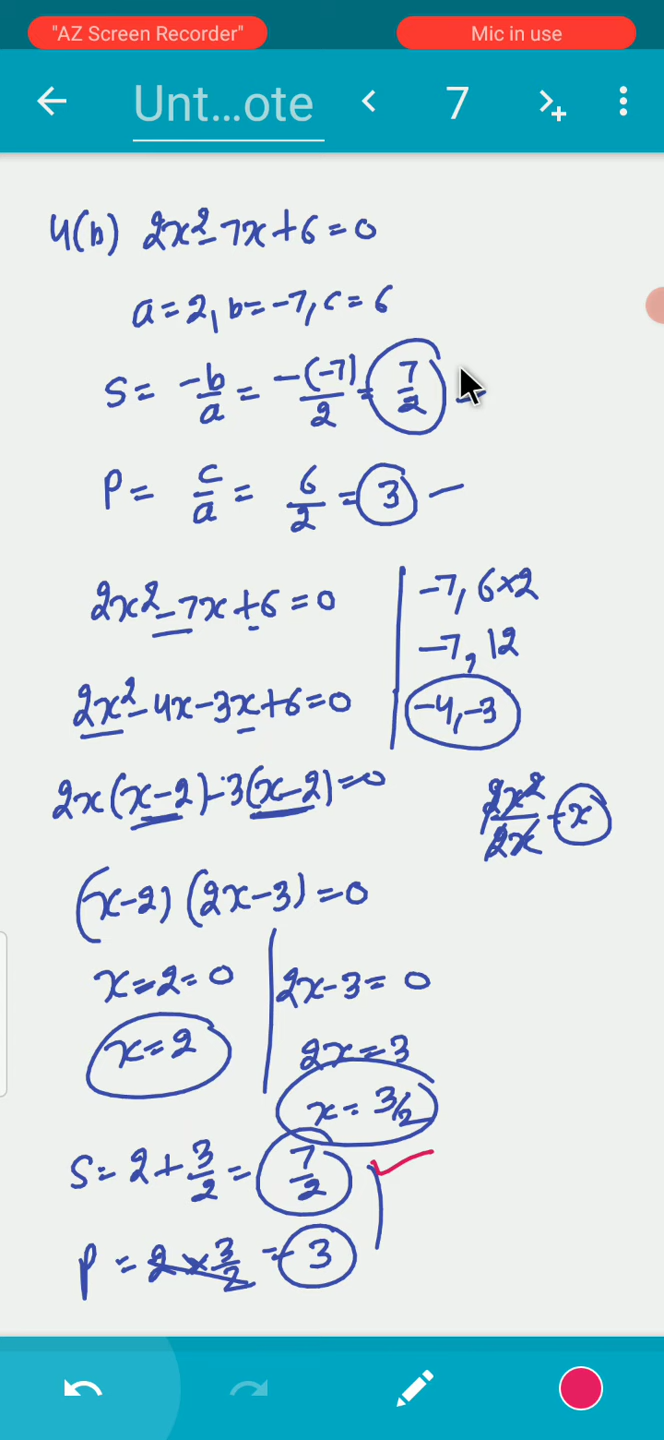 "AZ Screen Recorder"
Mic in use
Unt...ote
7
4(b) 2x²-7x+6=0
a=2, b=-7, c=6
S= -b/a = -(-7)/2 = 7/2
P= c/a = 6/2 = 3
2x²-7x+6=0
-7, 6×2
-7, 12
2x²-4x-3x+6=0
-4,-3
2x(x-2)-3(x-2)=0
2x²/2x = x
(x-2)(2x-3)=0
x-2=0
2x-3=0
x=2
2x=3
x=3/2
S=2+3/2=7/2
P=2×3/2=3